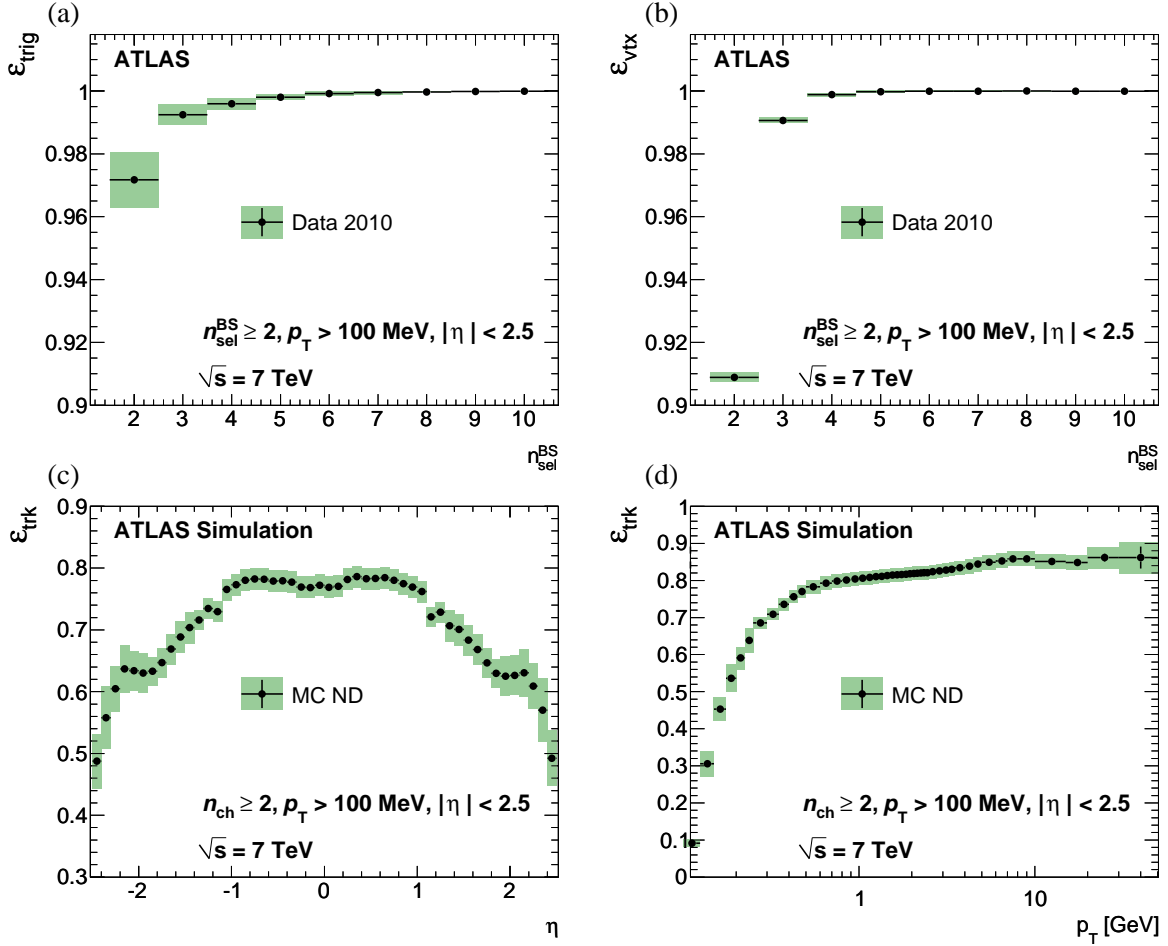 (a)
ε_trig
ATLAS
1
0.98
0.96
0.94
0.92
0.9
Data 2010
n_sel^BS ≥ 2, p_T > 100 MeV, |η| < 2.5
√s = 7 TeV
2 3 4 5 6 7 8 9 10
n_sel^BS
(b)
ε_vtx
ATLAS
1
0.98
0.96
0.94
0.92
0.9
Data 2010
n_sel^BS ≥ 2, p_T > 100 MeV, |η| < 2.5
√s = 7 TeV
2 3 4 5 6 7 8 9 10
n_sel^BS
(c)
ε_trk
ATLAS Simulation
0.9
0.8
0.7
0.6
0.5
0.4
0.3
MC ND
n_ch ≥ 2, p_T > 100 MeV, |η| < 2.5
√s = 7 TeV
-2 -1 0 1 2
η
(d)
ε_trk
ATLAS Simulation
1
0.9
0.8
0.7
0.6
0.5
0.4
0.3
0.2
0.1
0
MC ND
n_ch ≥ 2, p_T > 100 MeV, |η| < 2.5
√s = 7 TeV
1 10
p_T [GeV]